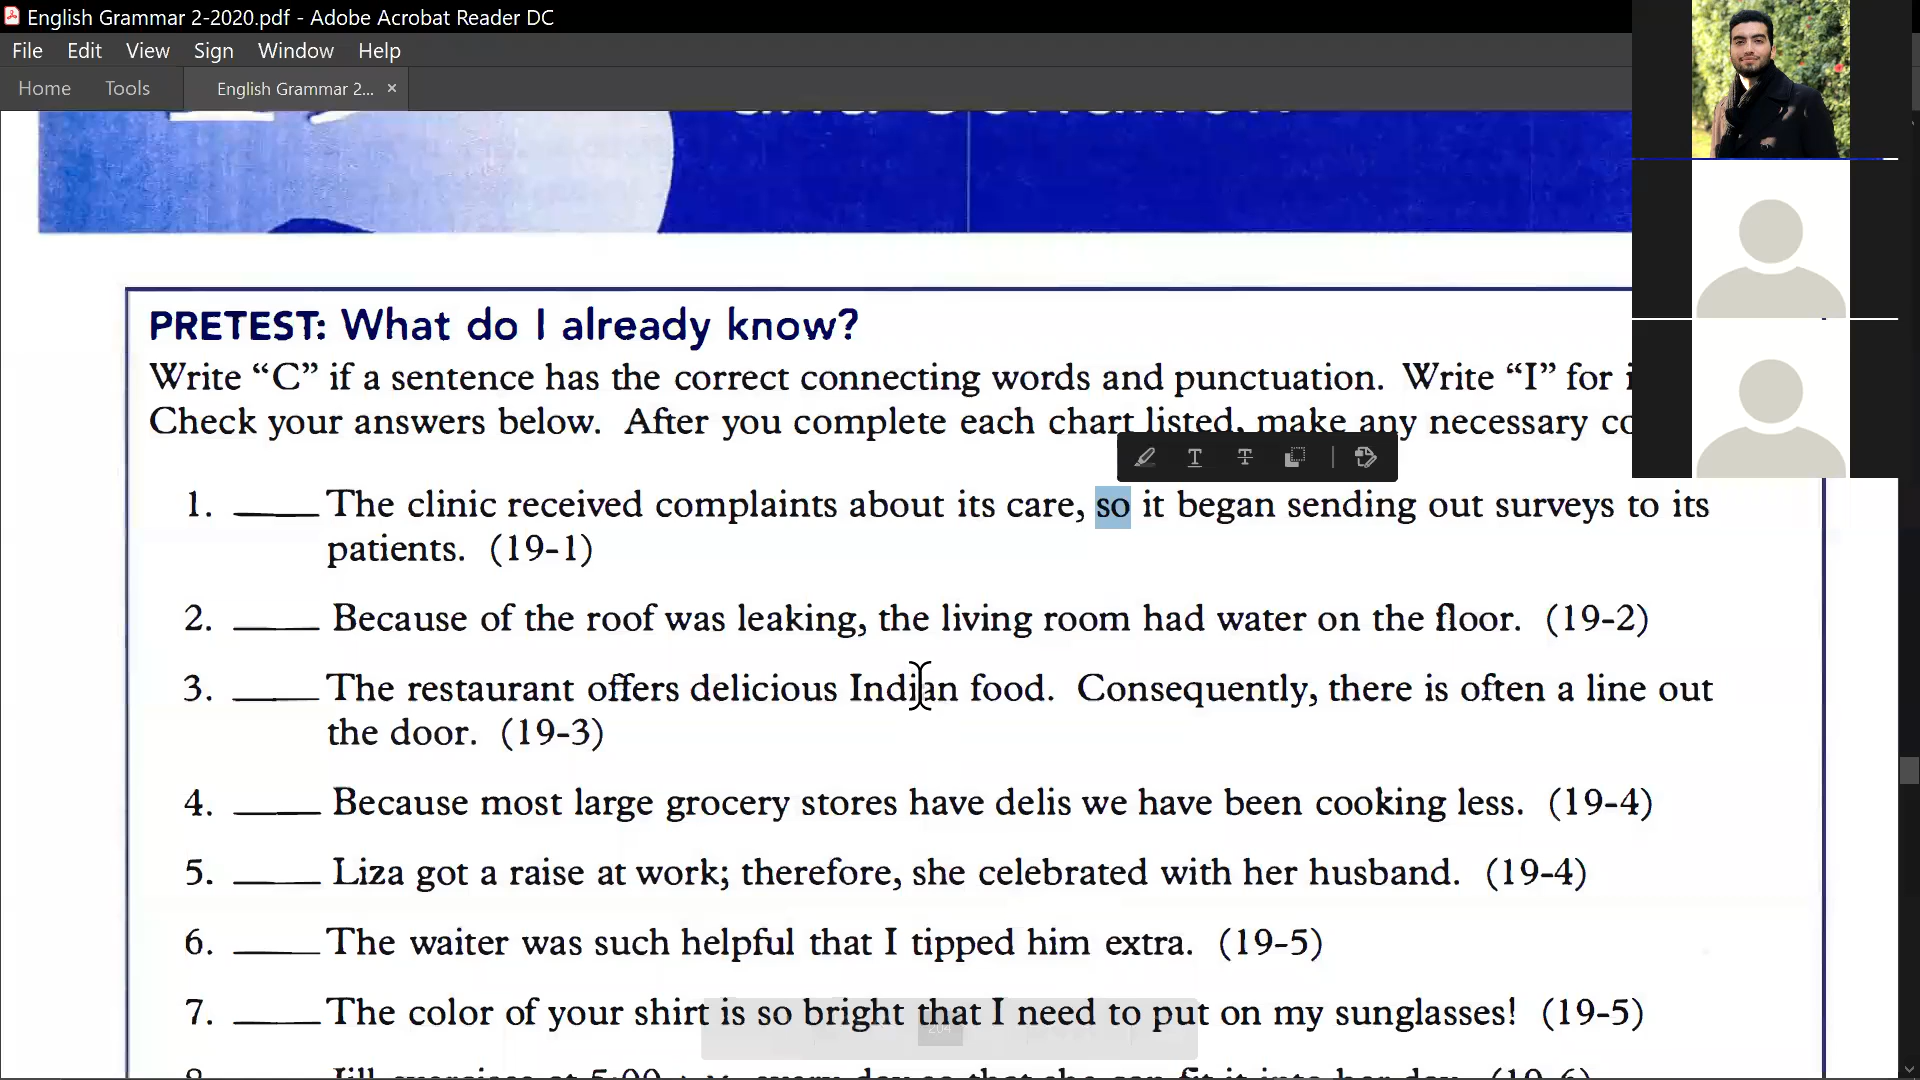 English Grammar 2-2020.pdf - Adobe Acrobat Reader DC
File Edit View Sign Window Help
Home Tools English Grammar 2... ×
PRETEST: What do I already know?
Write “C” if a sentence has the correct connecting words and punctuation. Write “I” for
Check your answers below. After you complete each chart listed, make any necessary
1. ____ The clinic received complaints about its care, so it began sending out surveys to its
patients. (19-1)
2. ____ Because of the roof was leaking, the living room had water on the floor. (19-2)
3. ____ The restaurant offers delicious Indian food. Consequently, there is often a line out
the door. (19-3)
4. ____ Because most large grocery stores have delis we have been cooking less. (19-4)
5. ____ Liza got a raise at work; therefore, she celebrated with her husband. (19-4)
6. ____ The waiter was such helpful that I tipped him extra. (19-5)
7. ____ The color of your shirt is so bright that I need to put on my sunglasses! (19-5)
204